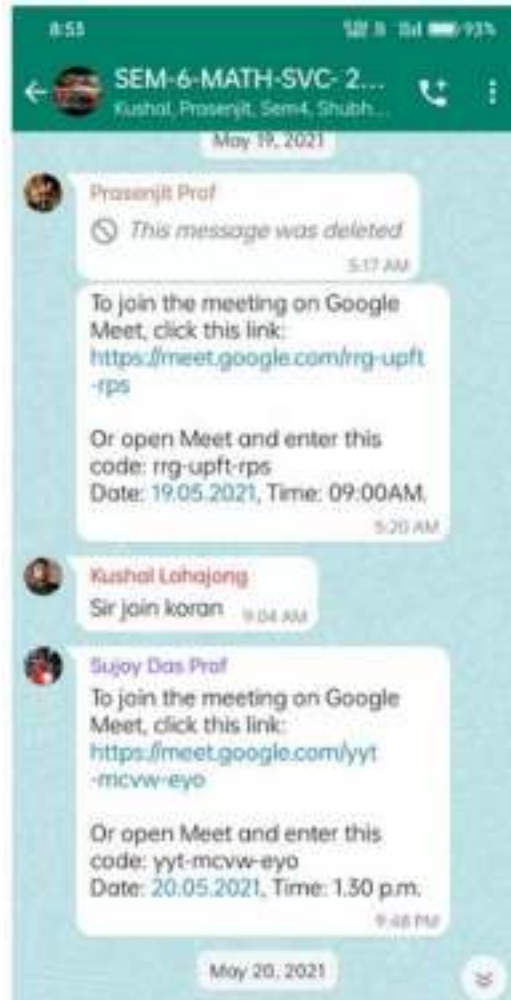 8:53
93%
SEM-6-MATH-SVC- 2...
Kushal, Prosenjit, Sem4, Shubh...
May 19, 2021
Prasenjit Prof
This message was deleted
5:17 AM
To join the meeting on Google
Meet, click this link:
https://meet.google.com/rrg-upft
-rps
Or open Meet and enter this
code: rrg-upft-rps
Date: 19.05.2021, Time: 09:00AM.
5:20 AM
Kushal Lohajong
Sir join koran 9:04 AM
Sujoy Das Prof
To join the meeting on Google
Meet, click this link:
https://meet.google.com/yyt
-mcvw-eyo
Or open Meet and enter this
code: yyt-mcvw-eyo
Date: 20.05.2021, Time: 1.30 p.m.
9:48 PM
May 20, 2021